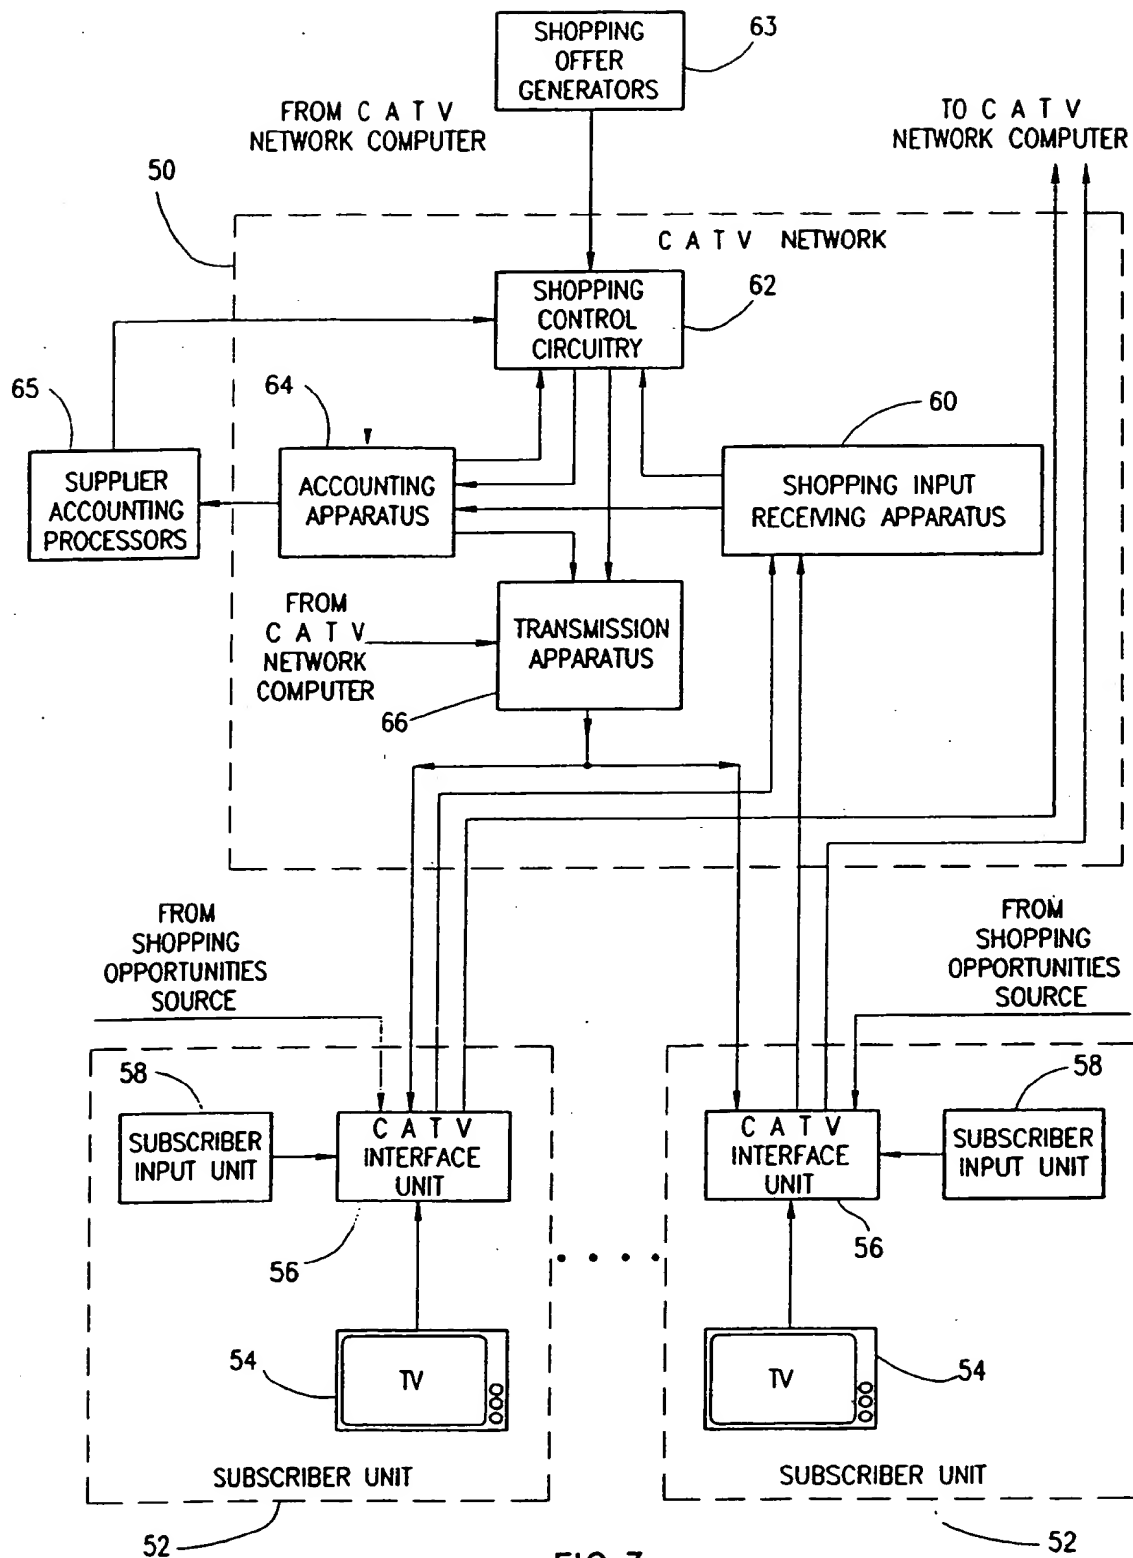 SHOPPING
OFFER
GENERATORS
63
FROM C A T V
NETWORK COMPUTER
TO C A T V
NETWORK COMPUTER
50
C A T V NETWORK
SHOPPING
CONTROL
CIRCUITRY
62
65
64
60
SUPPLIER
ACCOUNTING
PROCESSORS
ACCOUNTING
APPARATUS
SHOPPING INPUT
RECEIVING APPARATUS
FROM
C A T V
NETWORK
COMPUTER
TRANSMISSION
APPARATUS
66
FROM
SHOPPING
OPPORTUNITIES
SOURCE
FROM
SHOPPING
OPPORTUNITIES
SOURCE
58
SUBSCRIBER
INPUT UNIT
C A T V
INTERFACE
UNIT
56
C A T V
INTERFACE
UNIT
56
58
SUBSCRIBER
INPUT UNIT
54
TV
TV
54
SUBSCRIBER UNIT
SUBSCRIBER UNIT
52
52